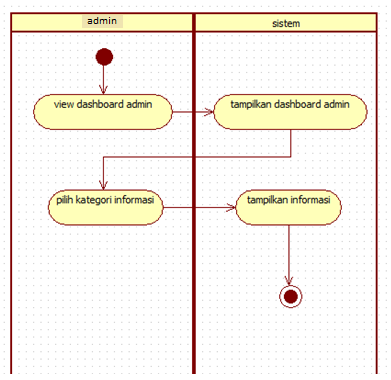 admin
sistem
view dashboard admin
tampilkan dashboard admin
pilih kategori informasi
tampilkan informasi